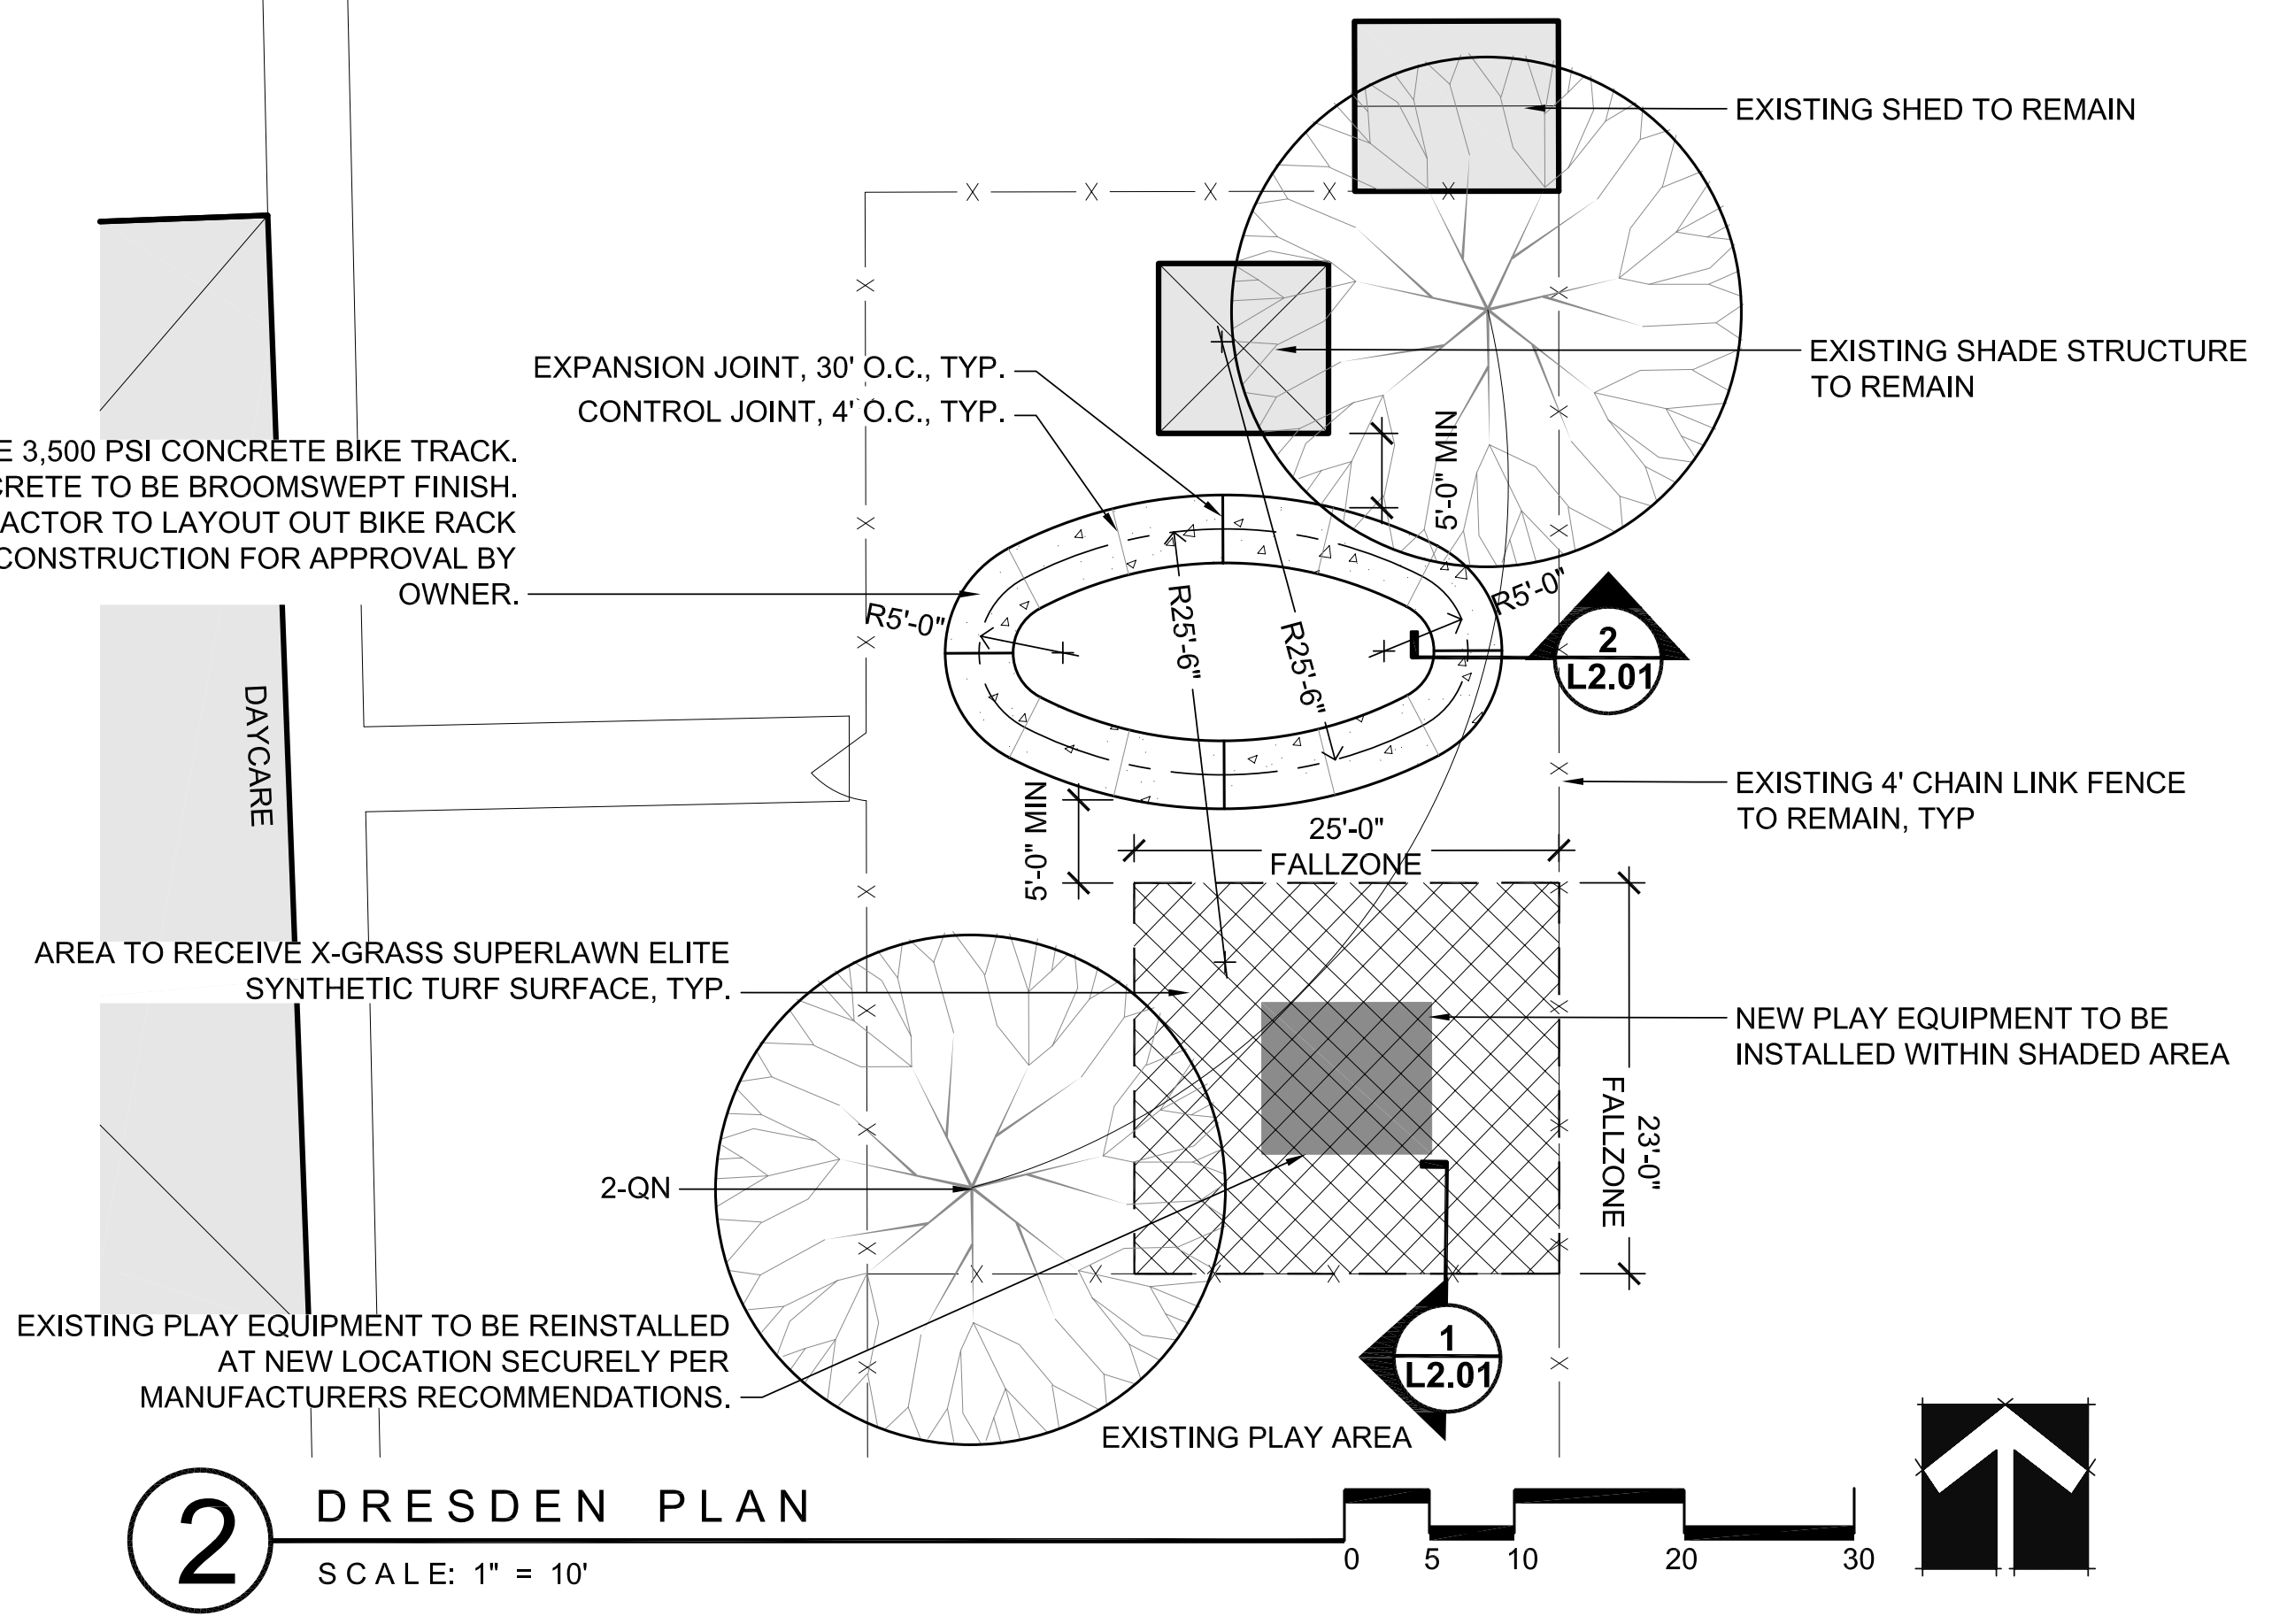 EXISTING SHED TO REMAIN
EXISTING SHADE STRUCTURE
TO REMAIN
EXPANSION JOINT, 30' O.C., TYP.
CONTROL JOINT, 4' O.C., TYP.
5'-0" MIN
E 3,500 PSI CONCRETE BIKE TRACK.
CRETE TO BE BROOMSWEPT FINISH.
ACTOR TO LAYOUT OUT BIKE RACK
CONSTRUCTION FOR APPROVAL BY
OWNER.
R5'-0"
R25'-6"
R25'-6"
R5'-0"
2
L2.01
DAYCARE
EXISTING 4' CHAIN LINK FENCE
TO REMAIN, TYP
5'-0" MIN
25'-0"
FALLZONE
AREA TO RECEIVE X-GRASS SUPERLAWN ELITE
SYNTHETIC TURF SURFACE, TYP.
NEW PLAY EQUIPMENT TO BE
INSTALLED WITHIN SHADED AREA
23'-0"
FALLZONE
2-QN
EXISTING PLAY EQUIPMENT TO BE REINSTALLED
AT NEW LOCATION SECURELY PER
MANUFACTURERS RECOMMENDATIONS.
1
L2.01
EXISTING PLAY AREA
2
DRESDEN PLAN
SCALE: 1" = 10'
0 5 10 20 30